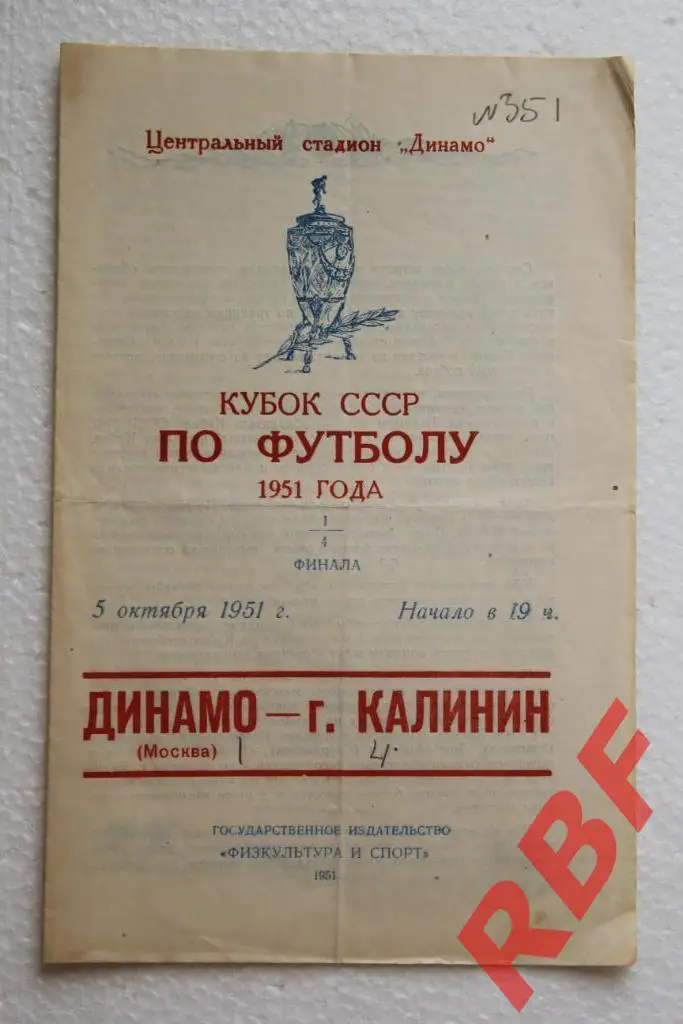 №351
Центральный стадион „Динамо"
КУБОК СССР
ПО ФУТБОЛУ
1951 ГОДА
1
4
ФИНАЛА
5 октября 1951 г. Начало в 19 ч.
ДИНАМО — г. КАЛИНИН
(Москва) 1 4
ГОСУДАРСТВЕННОЕ ИЗДАТЕЛЬСТВО
«ФИЗКУЛЬТУРА И СПОРТ»
1951
RBF